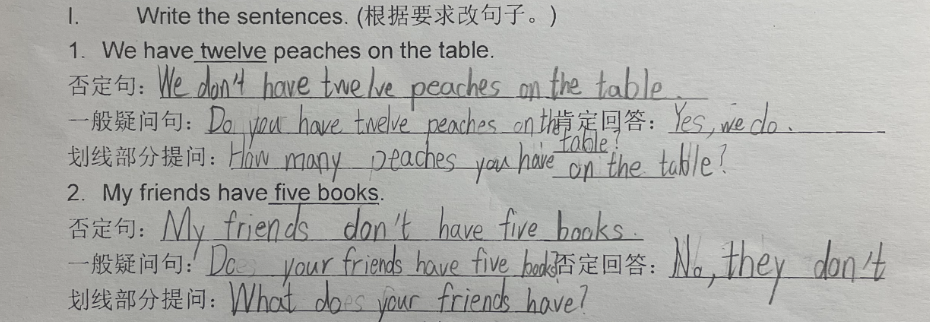 I. Write the sentences. (根据要求改句子。)
1. We have twelve peaches on the table.
否定句: We don't have twelve peaches on the table.
一般疑问句: Do you have twelve peaches on the table? 肯定回答: Yes, we do.
划线部分提问: How many peaches you have on the table?
2. My friends have five books.
否定句: My friends don't have five books.
一般疑问句: Do your friends have five books? 否定回答: No, they don't
划线部分提问: What do your friends have?